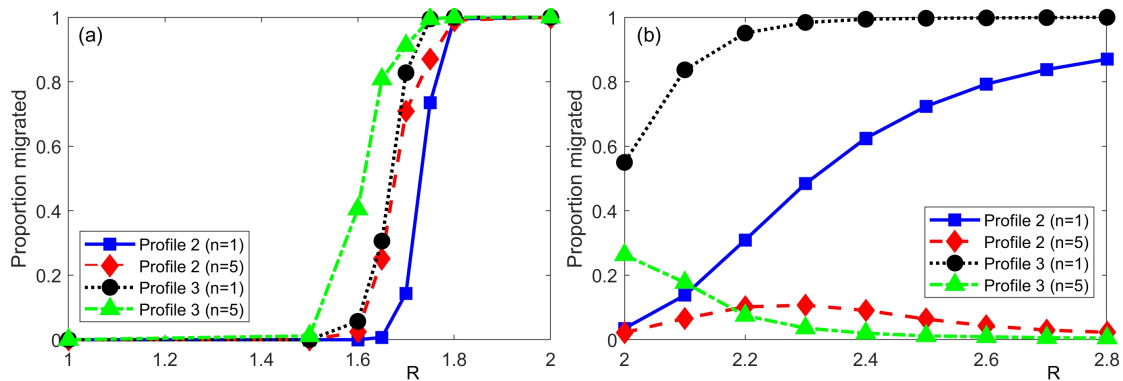 (a)
Proportion migrated
1
0.8
0.6
0.4
0.2
0
1
1.2
1.4
1.6
1.8
2
R
Profile 2 (n=1)
Profile 2 (n=5)
Profile 3 (n=1)
Profile 3 (n=5)
(b)
Proportion migrated
1
0.8
0.6
0.4
0.2
0
2
2.2
2.4
2.6
2.8
R
Profile 2 (n=1)
Profile 2 (n=5)
Profile 3 (n=1)
Profile 3 (n=5)